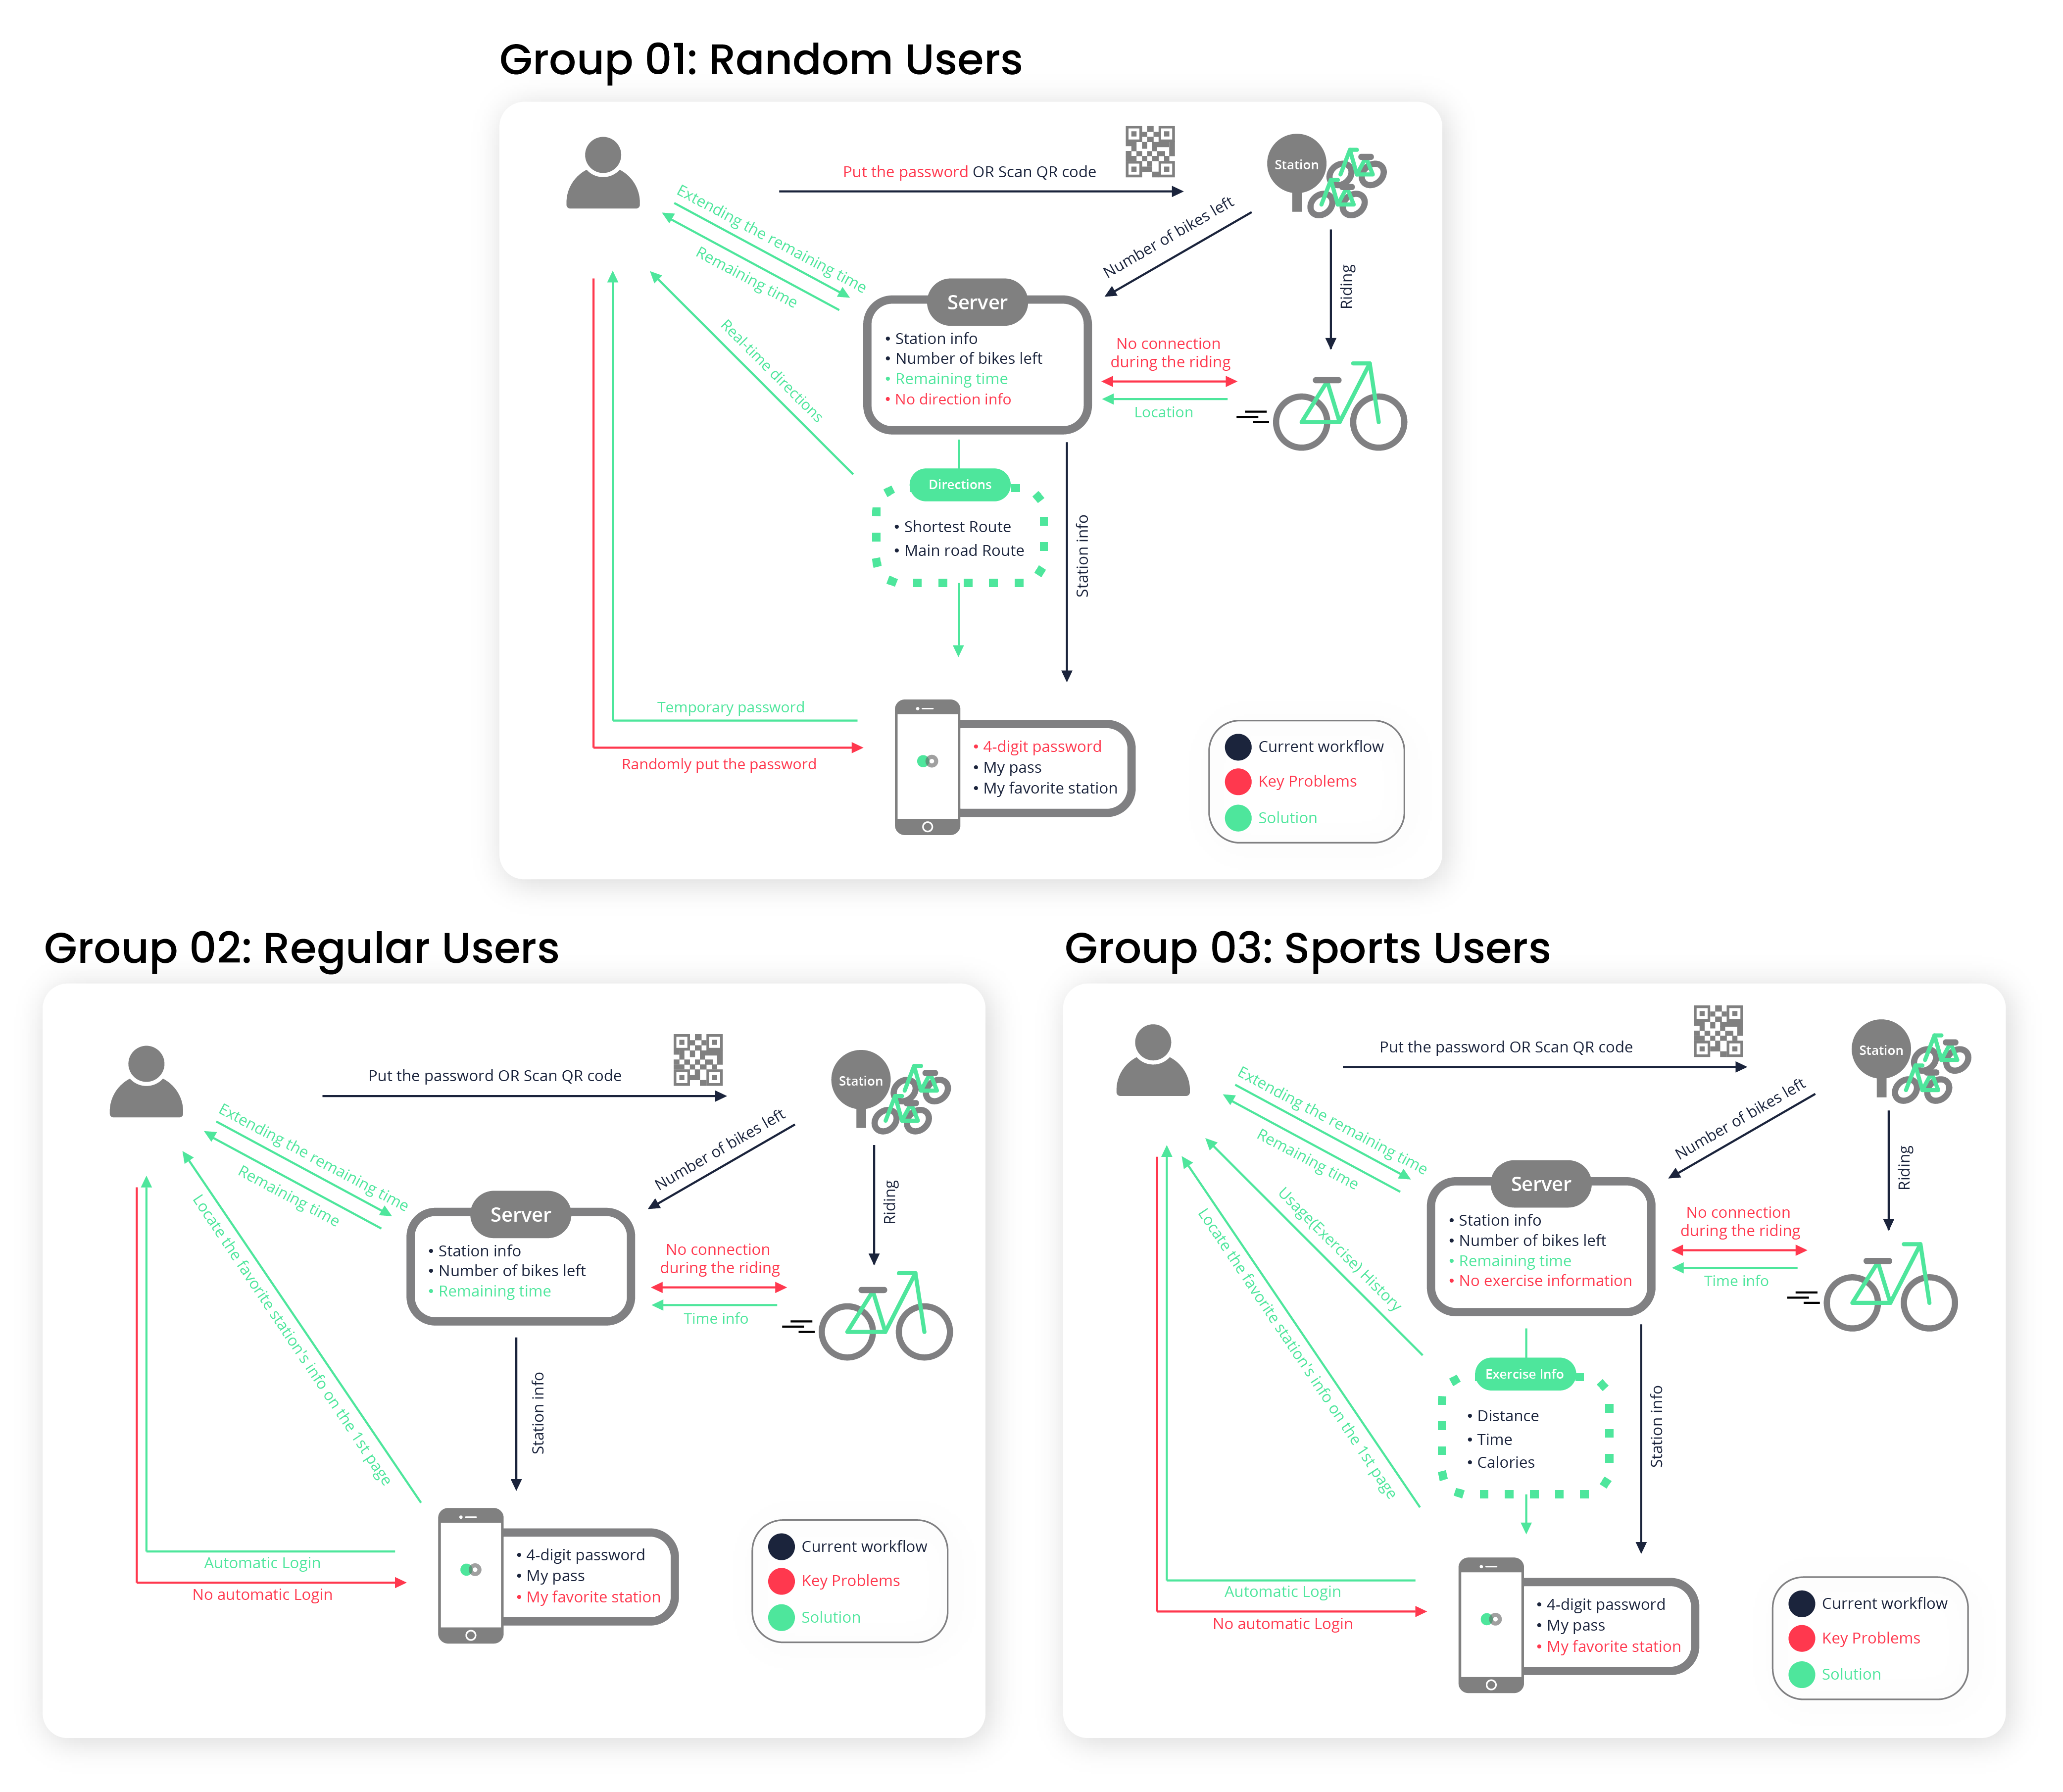 Group 01: Random Users
Put the password OR Scan QR code
Station
Extending the remaining time
Remaining time
Number of bikes left
Riding
Server
• Station info
• Number of bikes left
• Remaining time
• No direction info
No connection
during the riding
Location
Real-time directions
Directions
• Shortest Route
• Main road Route
Station info
Temporary password
Randomly put the password
• 4-digit password
• My pass
• My favorite station
Current workflow
Key Problems
Solution
Group 02: Regular Users
Put the password OR Scan QR code
Station
Extending the remaining time
Remaining time
Number of bikes left
Riding
Server
• Station info
• Number of bikes left
• Remaining time
No connection
during the riding
Time info
Locate the favorite station's info on the 1st page
Station info
Automatic Login
No automatic Login
• 4-digit password
• My pass
• My favorite station
Current workflow
Key Problems
Solution
Group 03: Sports Users
Put the password OR Scan QR code
Station
Extending the remaining time
Remaining time
Number of bikes left
Riding
Server
• Station info
• Number of bikes left
• Remaining time
• No exercise information
No connection
during the riding
Time info
Usage(Exercise) History
Locate the favorite station's info on the 1st page
Exercise Info
• Distance
• Time
• Calories
Station info
Automatic Login
No automatic Login
• 4-digit password
• My pass
• My favorite station
Current workflow
Key Problems
Solution